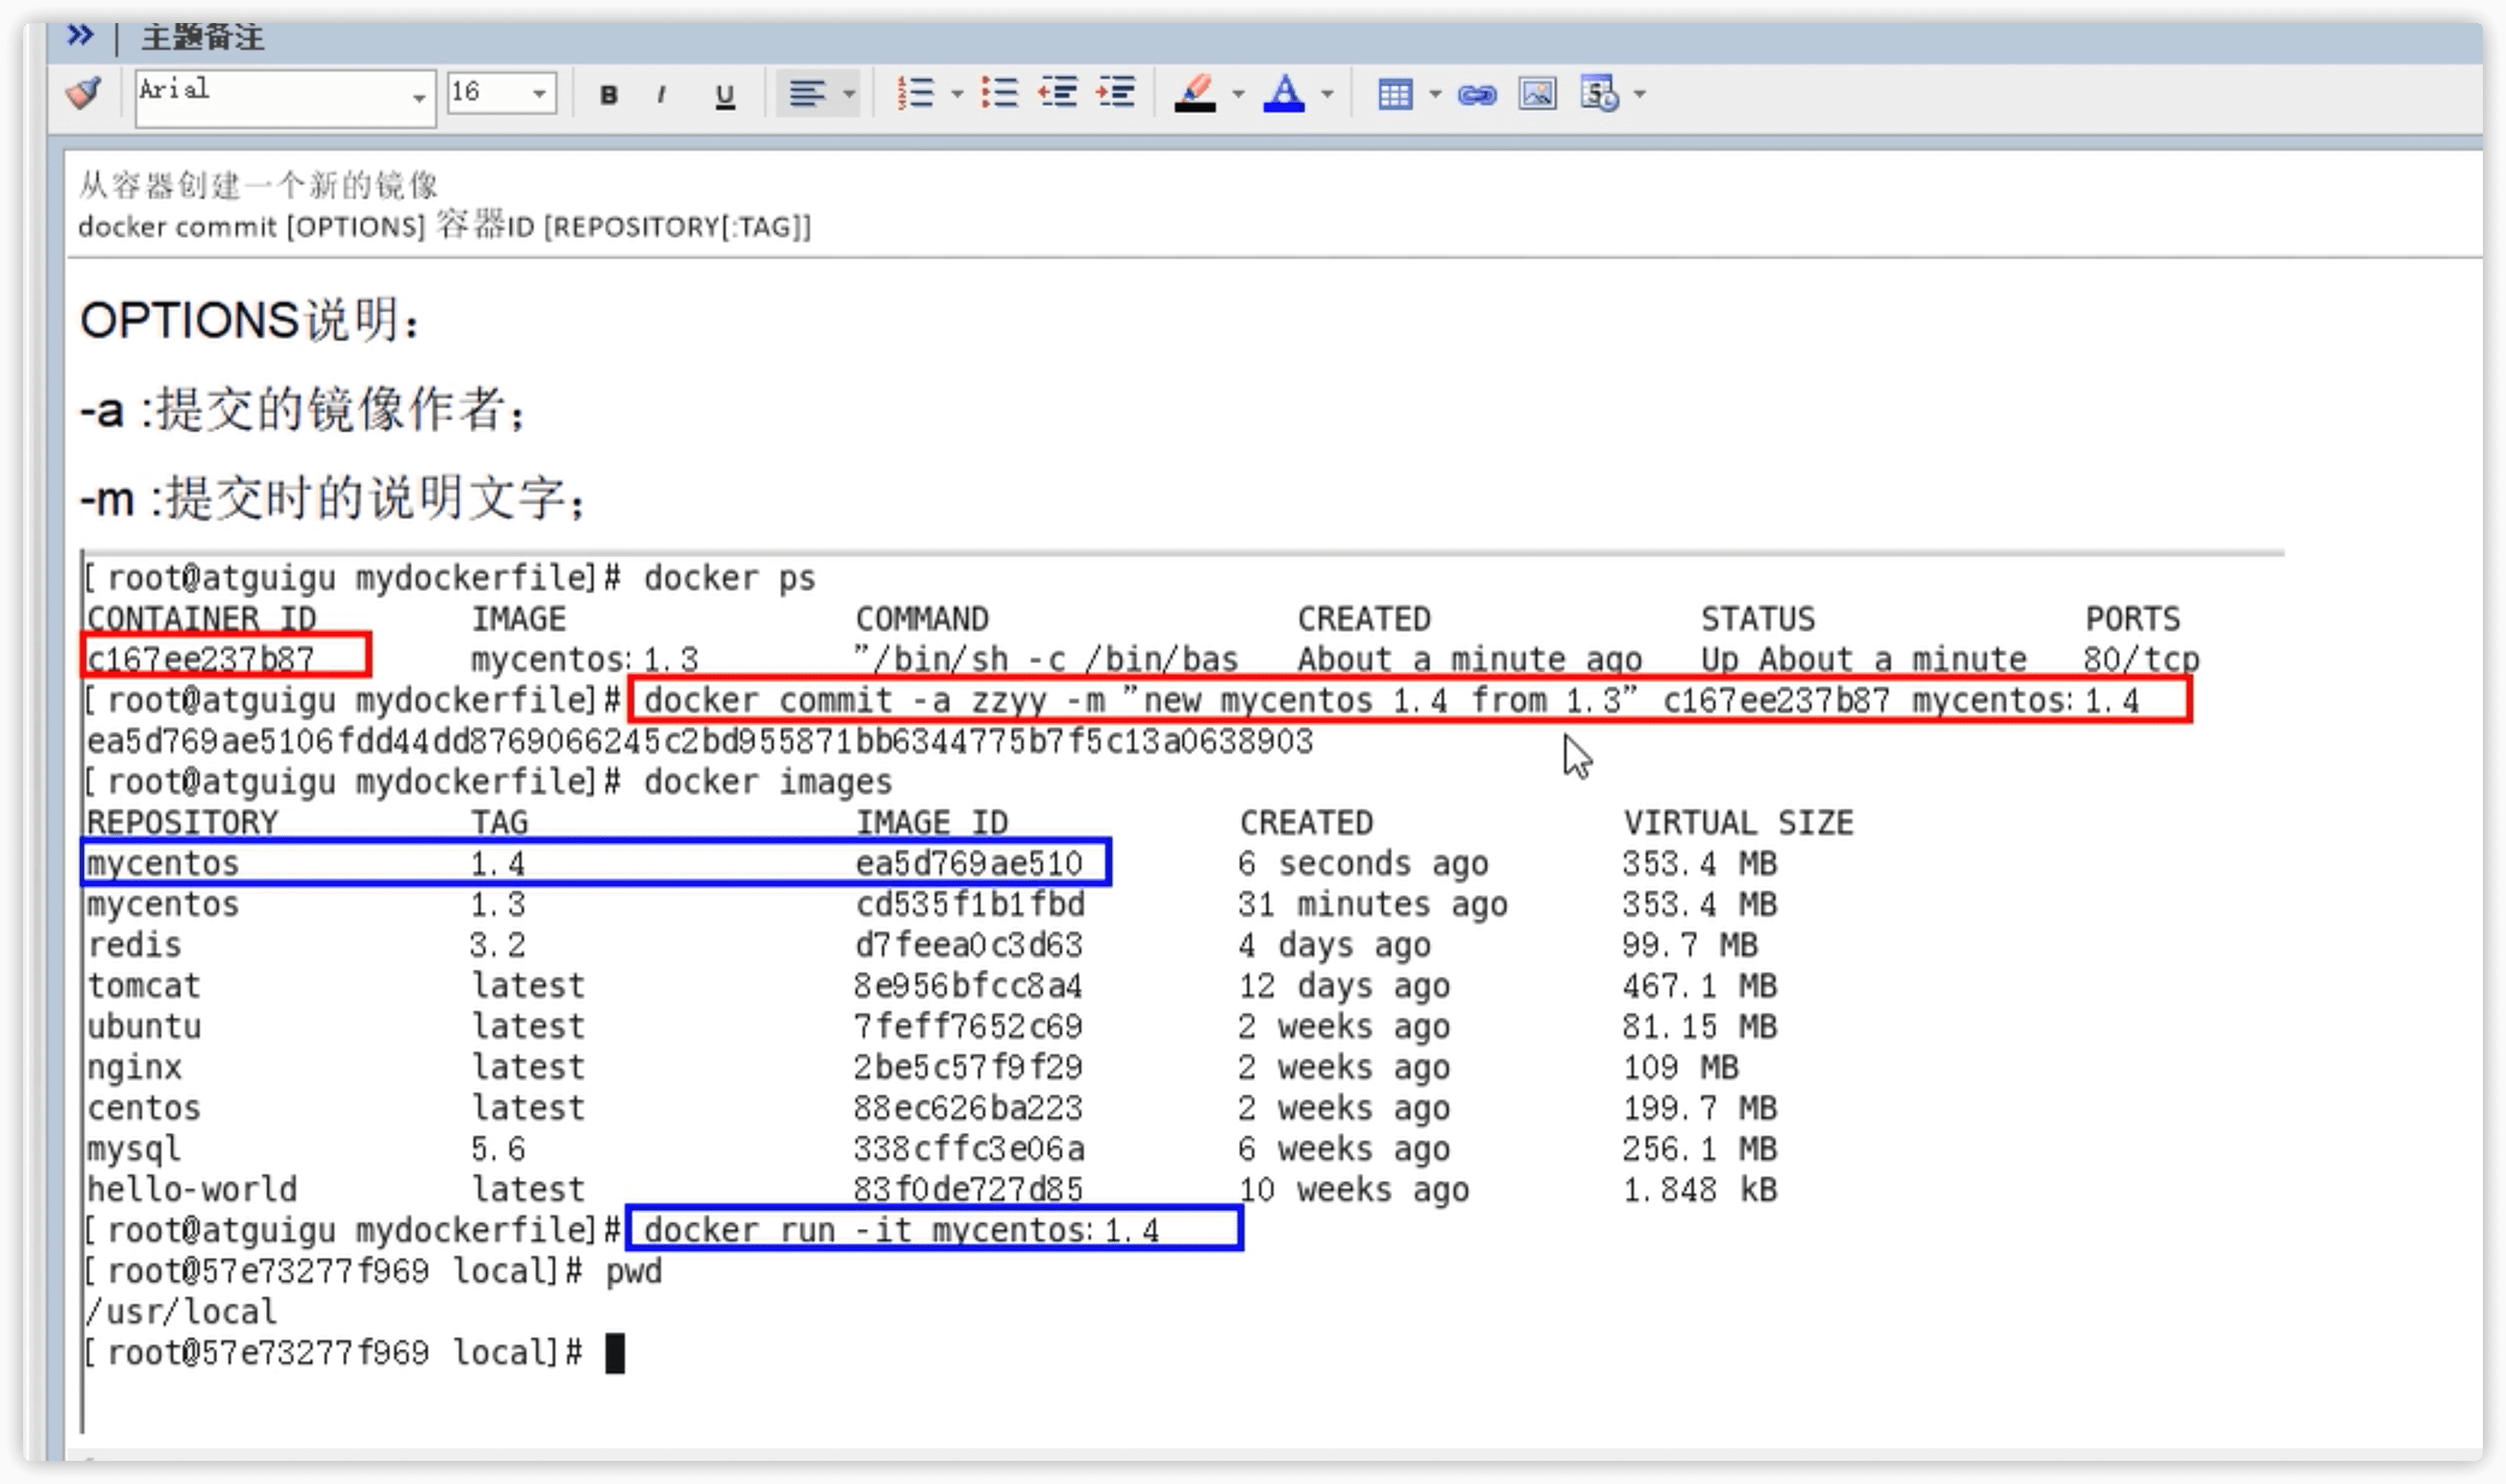 主题备注
Arial 16 B I U
从容器创建一个新的镜像
docker commit [OPTIONS] 容器ID [REPOSITORY[:TAG]]
OPTIONS说明：
-a :提交的镜像作者；
-m :提交时的说明文字；
[root@atguigu mydockerfile]# docker ps
CONTAINER ID IMAGE COMMAND CREATED STATUS PORTS
c167ee237b87 mycentos:1.3 "/bin/sh -c /bin/bas About a minute ago Up About a minute 80/tcp
[root@atguigu mydockerfile]# docker commit -a zzyy -m "new mycentos 1.4 from 1.3" c167ee237b87 mycentos:1.4
ea5d769ae5106fdd44dd8769066245c2bd955871bb6344775b7f5c13a0638903
[root@atguigu mydockerfile]# docker images
REPOSITORY TAG IMAGE ID CREATED VIRTUAL SIZE
mycentos 1.4 ea5d769ae510 6 seconds ago 353.4 MB
mycentos 1.3 cd535f1b1fbd 31 minutes ago 353.4 MB
redis 3.2 d7feea0c3d63 4 days ago 99.7 MB
tomcat latest 8e956bfcc8a4 12 days ago 467.1 MB
ubuntu latest 7feff7652c69 2 weeks ago 81.15 MB
nginx latest 2be5c57f9f29 2 weeks ago 109 MB
centos latest 88ec626ba223 2 weeks ago 199.7 MB
mysql 5.6 338cffc3e06a 6 weeks ago 256.1 MB
hello-world latest 83f0de727d85 10 weeks ago 1.848 kB
[root@atguigu mydockerfile]# docker run -it mycentos:1.4
[root@57e73277f969 local]# pwd
/usr/local
[root@57e73277f969 local]#